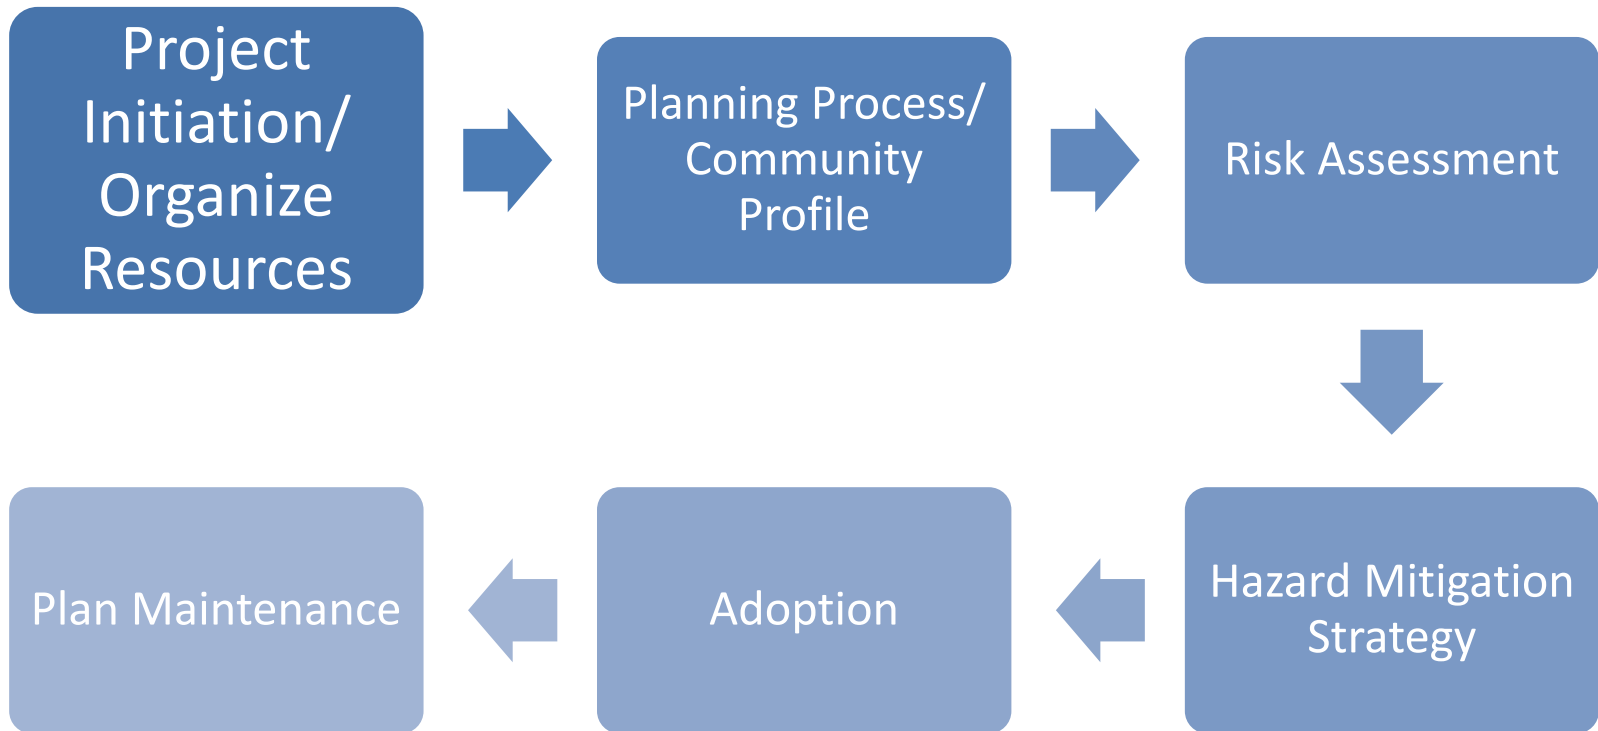 Project
Initiation/
Organize
Resources
Planning Process/
Community
Profile
Risk Assessment
Hazard Mitigation
Strategy
Adoption
Plan Maintenance